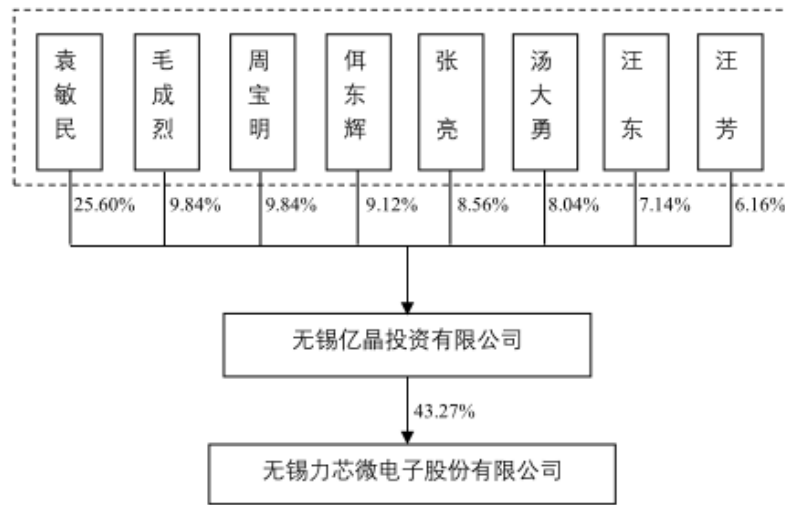 袁敏民
毛成烈
周宝明
佴东辉
张亮
汤大勇
汪东
汪芳
25.60%
9.84%
9.84%
9.12%
8.56%
8.04%
7.14%
6.16%
无锡亿晶投资有限公司
43.27%
无锡力芯微电子股份有限公司